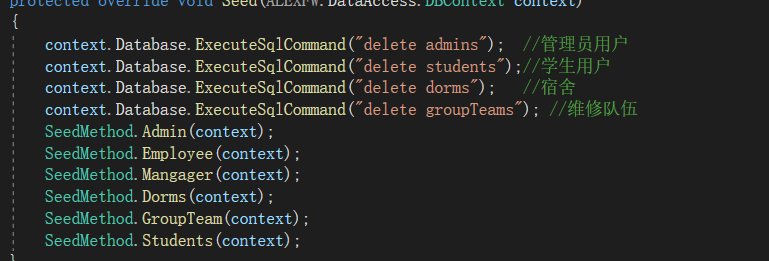 protected override void Seed(ALEXFW.DataAccess.DBContext context)
{
context.Database.ExecuteSqlCommand("delete admins");  //管理员用户
context.Database.ExecuteSqlCommand("delete students");//学生用户
context.Database.ExecuteSqlCommand("delete dorms");   //宿舍
context.Database.ExecuteSqlCommand("delete groupTeams"); //维修队伍
SeedMethod.Admin(context);
SeedMethod.Employee(context);
SeedMethod.Mangager(context);
SeedMethod.Dorms(context);
SeedMethod.GroupTeam(context);
SeedMethod.Students(context);
}